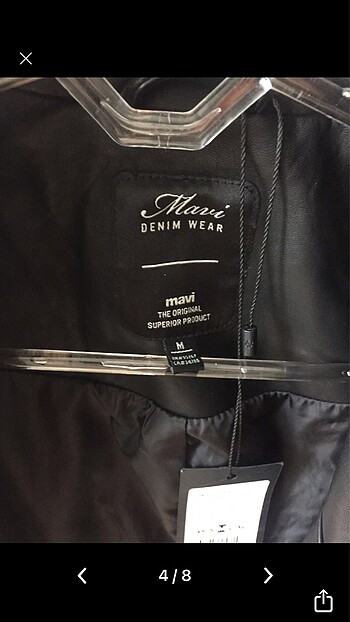 Mavi
DENIM WEAR
mavi
THE ORIGINAL
SUPERIOR PRODUCT
M
4/8